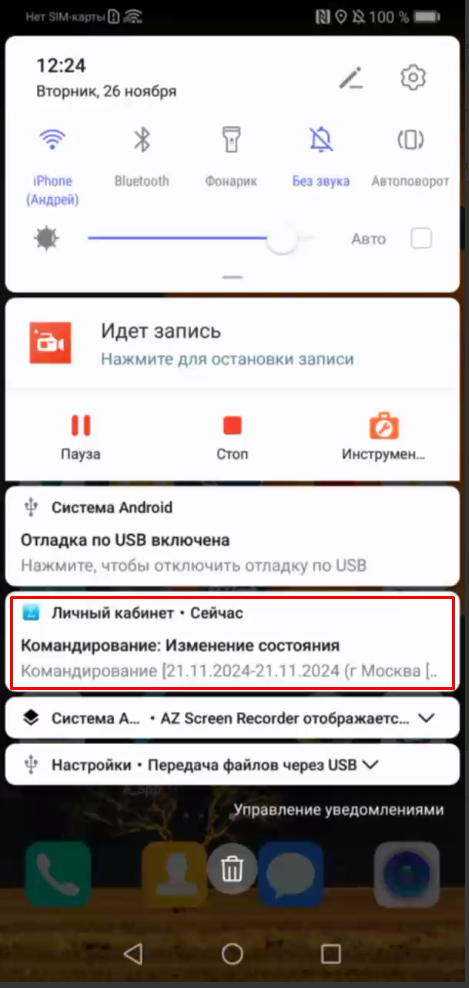 Нет SIM-карты
100 %
12:24
Вторник, 26 ноября
iPhone (Андрей)
Bluetooth
Фонарик
Без звука
Автоповорот
Авто
Идет запись
Нажмите для остановки записи
Пауза
Стоп
Инструмен...
Система Android
Отладка по USB включена
Нажмите, чтобы отключить отладку по USB
Личный кабинет • Сейчас
Командирование: Изменение состояния
Командирование [21.11.2024-21.11.2024 (г Москва [..
Система A... • AZ Screen Recorder отображаетс...
Настройки • Передача файлов через USB
Управление уведомлениями